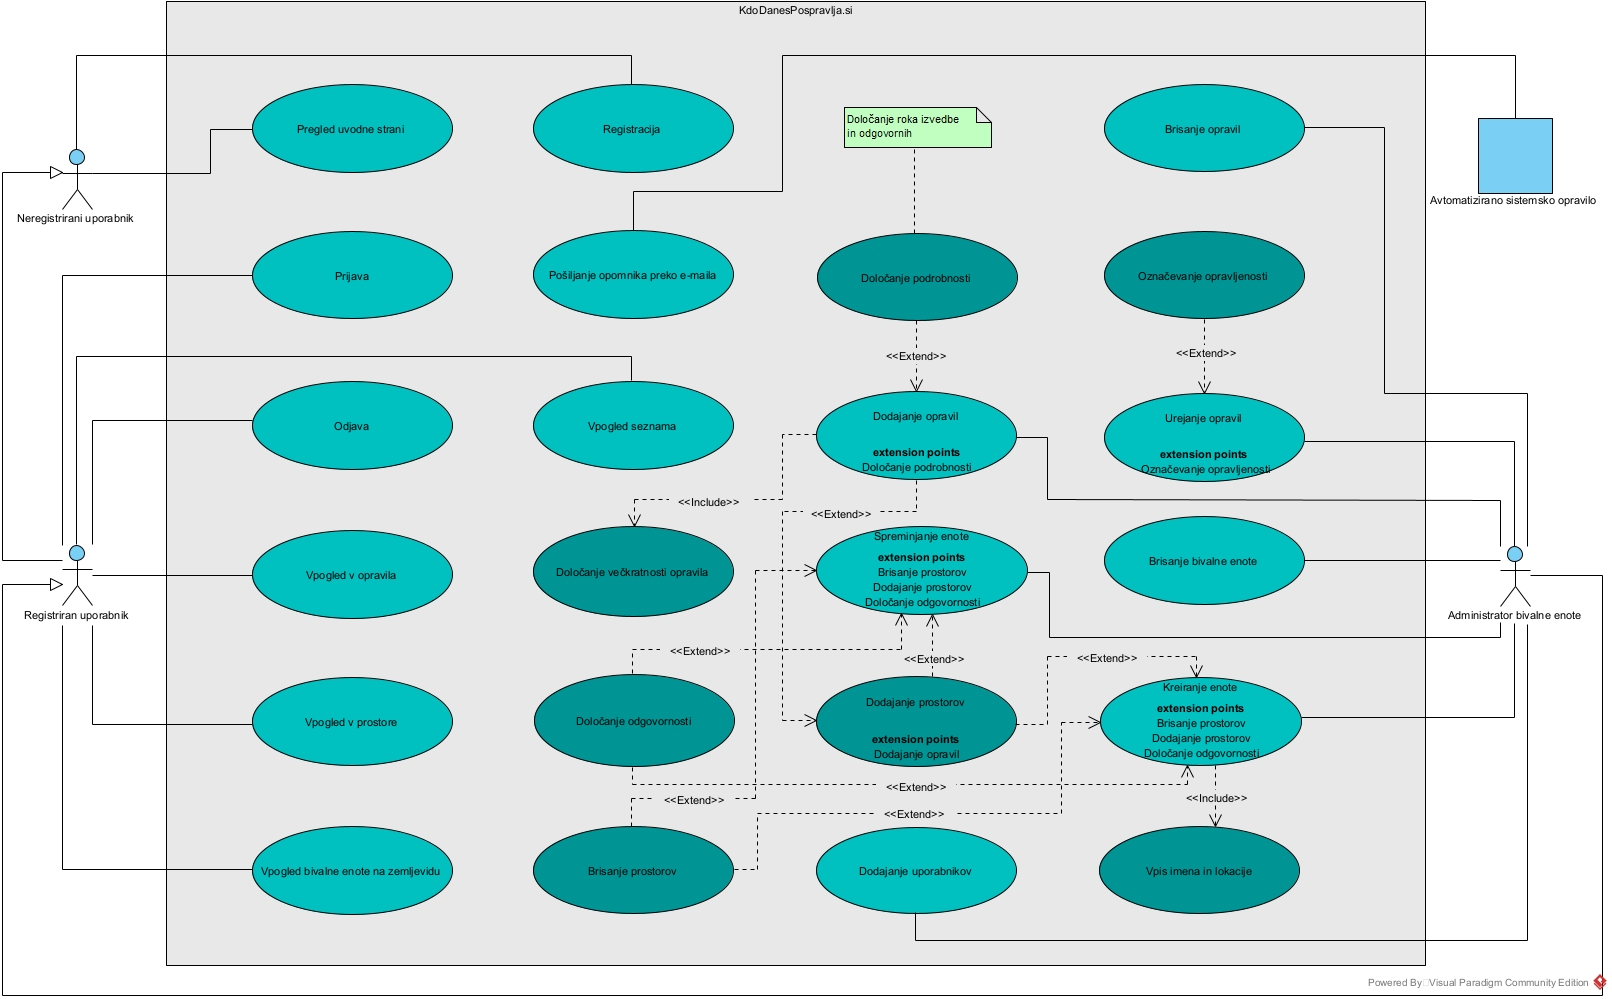 KdoDanesPospravlja.si
Pregled uvodne strani
Registracija
Določanje roka izvedbe
in odgovornih
Brisanje opravil
Neregistrirani uporabnik
Avtomatizirano sistemsko opravilo
Prijava
Pošiljanje opomnika preko e-maila
Določanje podrobnosti
Označevanje opravljenosti
<<Extend>>
<<Extend>>
Odjava
Vpogled seznama
Dodajanje opravil
extension points
Določanje podrobnosti
Urejanje opravil
extension points
Označevanje opravljenosti
<<Include>>
<<Extend>>
Vpogled v opravila
Določanje večkratnosti opravila
Spreminjanje enote
extension points
Brisanje prostorov
Dodajanje prostorov
Določanje odgovornosti
Brisanje bivalne enote
Registriran uporabnik
Administrator bivalne enote
<<Extend>>
<<Extend>>
<<Extend>>
Vpogled v prostore
Določanje odgovornosti
Dodajanje prostorov
extension points
Dodajanje opravil
Kreiranje enote
extension points
Brisanje prostorov
Dodajanje prostorov
Določanje odgovornosti
<<Extend>>
<<Extend>>
<<Include>>
<<Extend>>
Vpogled bivalne enote na zemljevidu
Brisanje prostorov
Dodajanje uporabnikov
Vpis imena in lokacije
Powered By Visual Paradigm Community Edition